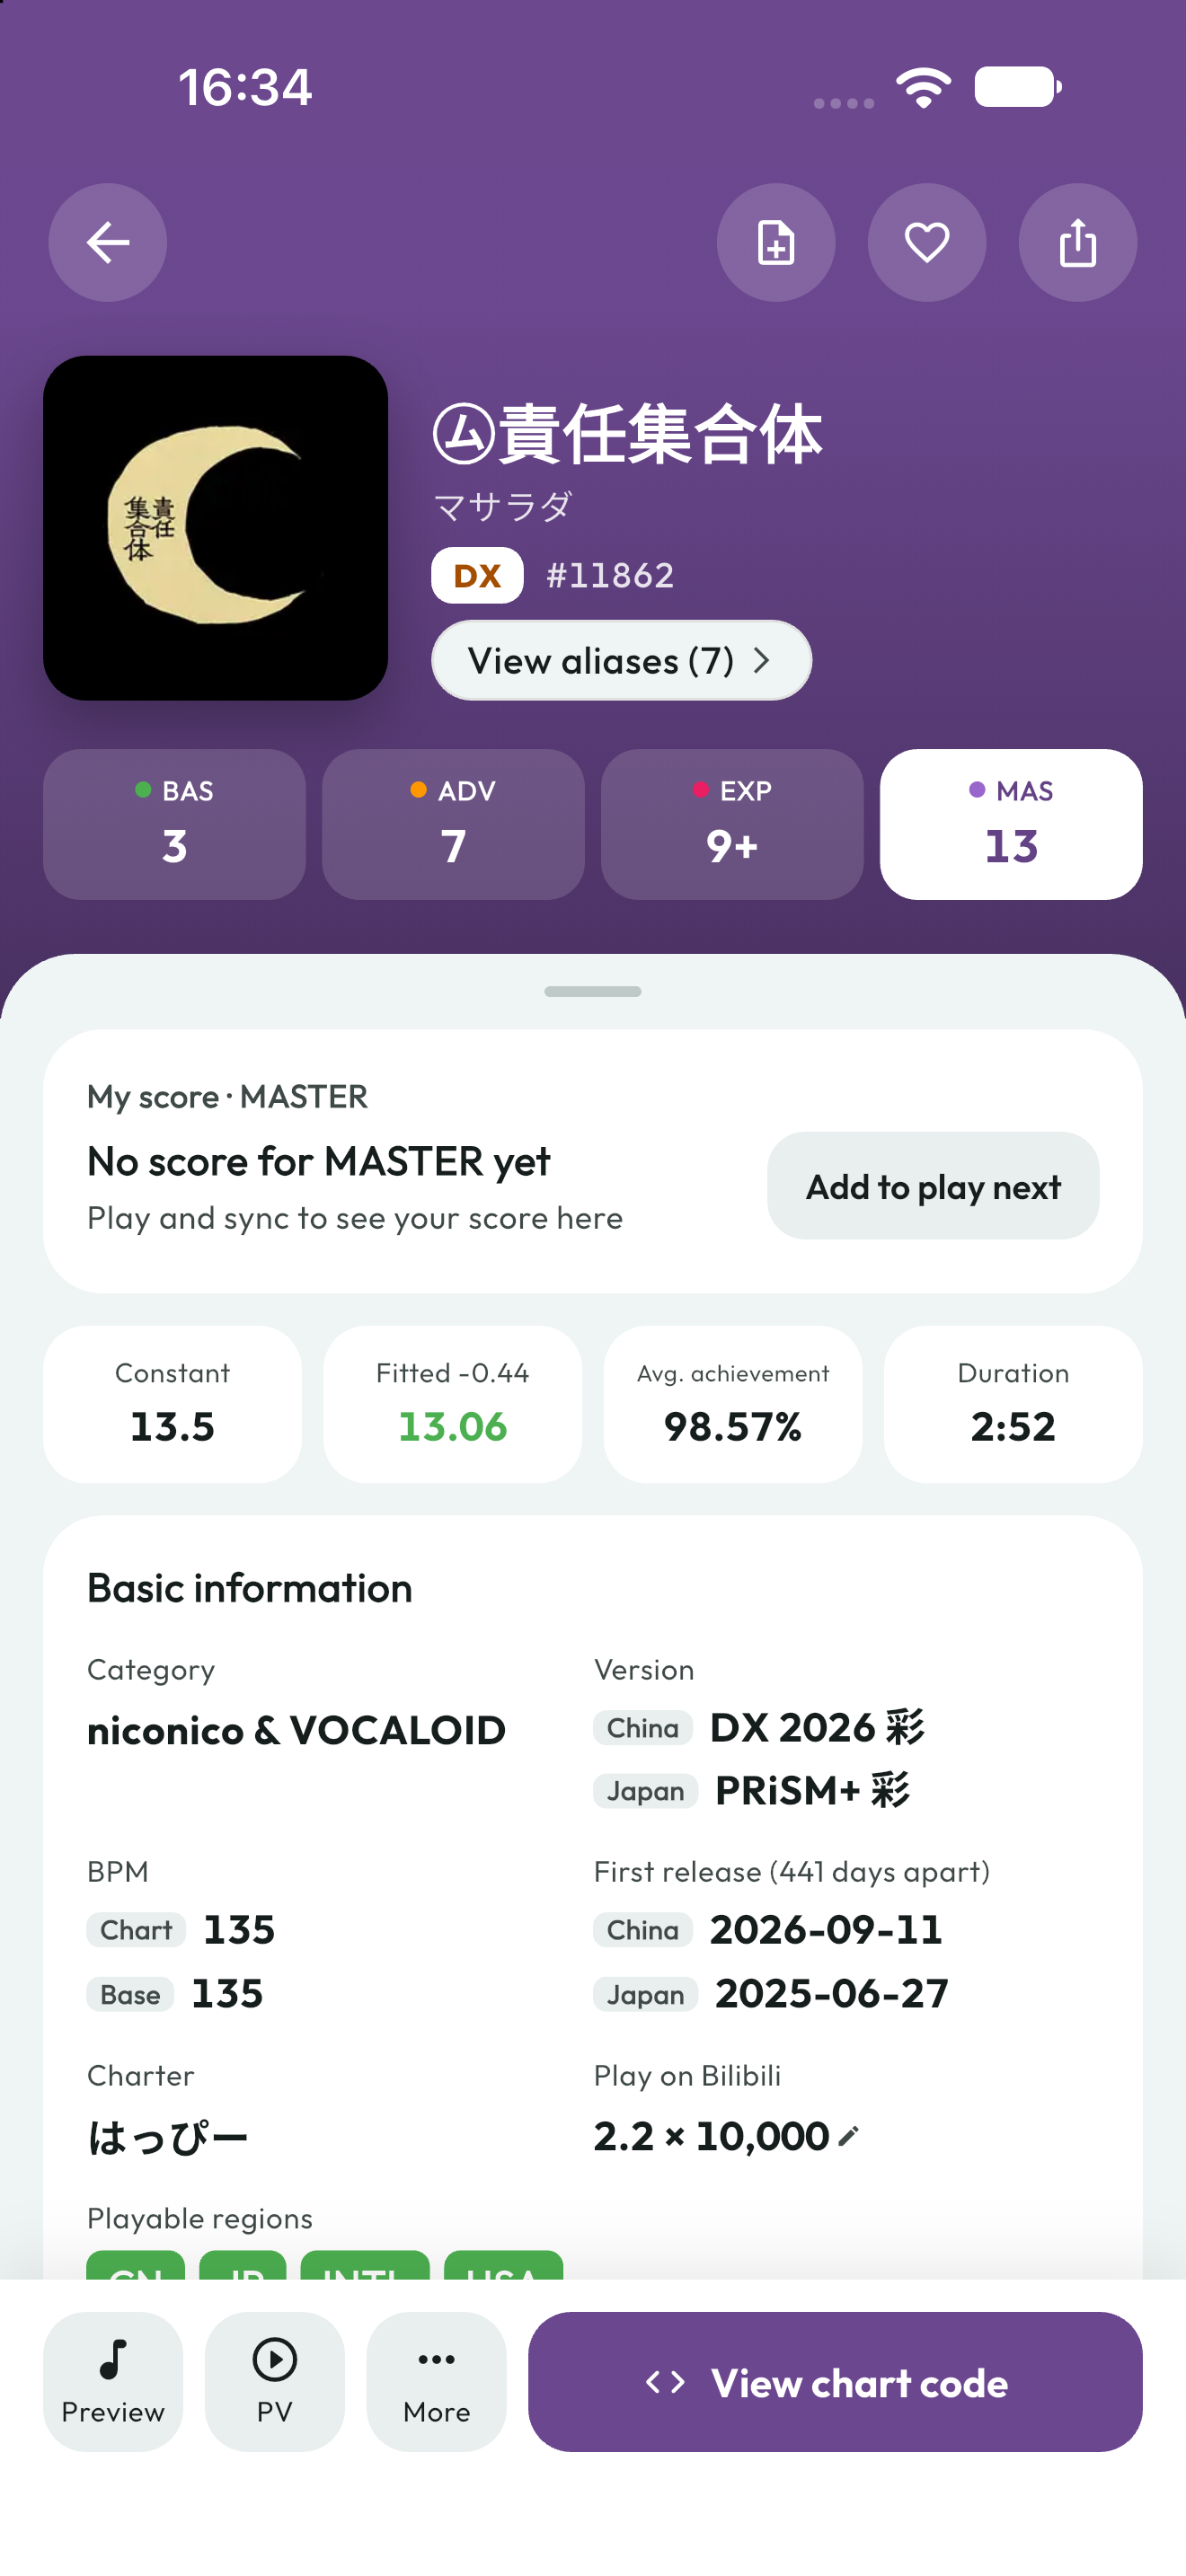 16:34
㋰責任集合体
マサラダ
DX #11862
View aliases (7)
集合体
責任
BAS
3
ADV
7
EXP
9+
MAS
13
My score · MASTER
No score for MASTER yet
Play and sync to see your score here
Add to play next
Constant
13.5
Fitted -0.44
13.06
Avg. achievement
98.57%
Duration
2:52
Basic information
Category
niconico & VOCALOID
Version
China DX 2026 彩
Japan PRiSM+ 彩
BPM
Chart 135
Base 135
First release (441 days apart)
China 2026-09-11
Japan 2025-06-27
Charter
はっぴー
Play on Bilibili
2.2 × 10,000
Playable regions
CN JP INTL USA
Preview
PV
More
View chart code